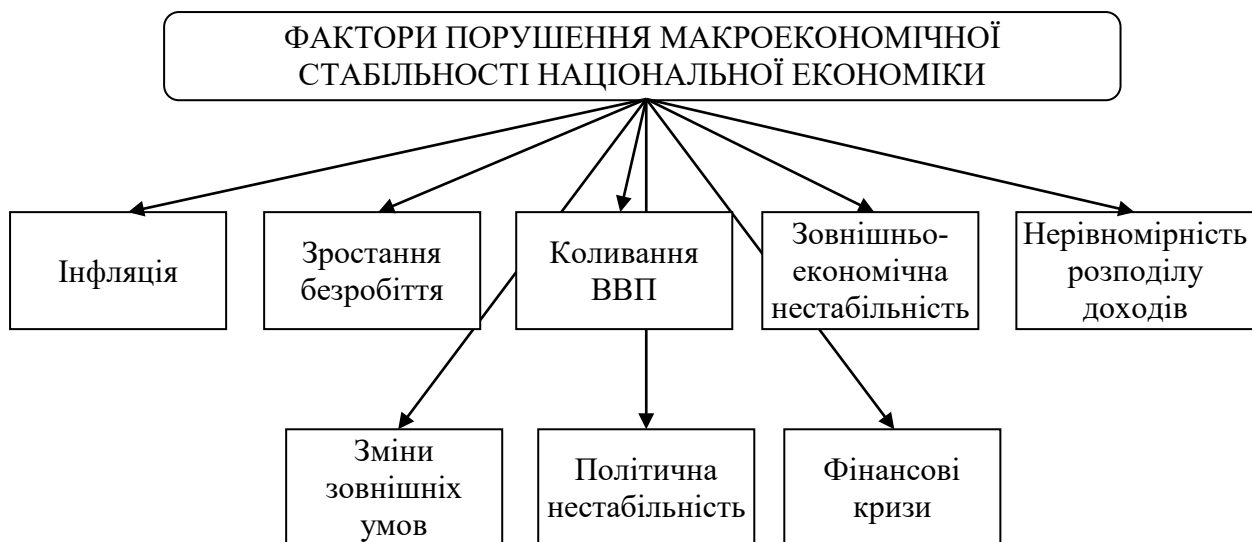 ФАКТОРИ ПОРУШЕННЯ МАКРОЕКОНОМІЧНОЇ
СТАБІЛЬНОСТІ НАЦІОНАЛЬНОЇ ЕКОНОМІКИ
Інфляція
Зростання
безробіття
Коливання
ВВП
Зовнішньо-
економічна
нестабільність
Нерівномірність
розподілу
доходів
Зміни
зовнішніх
умов
Політична
нестабільність
Фінансові
кризи